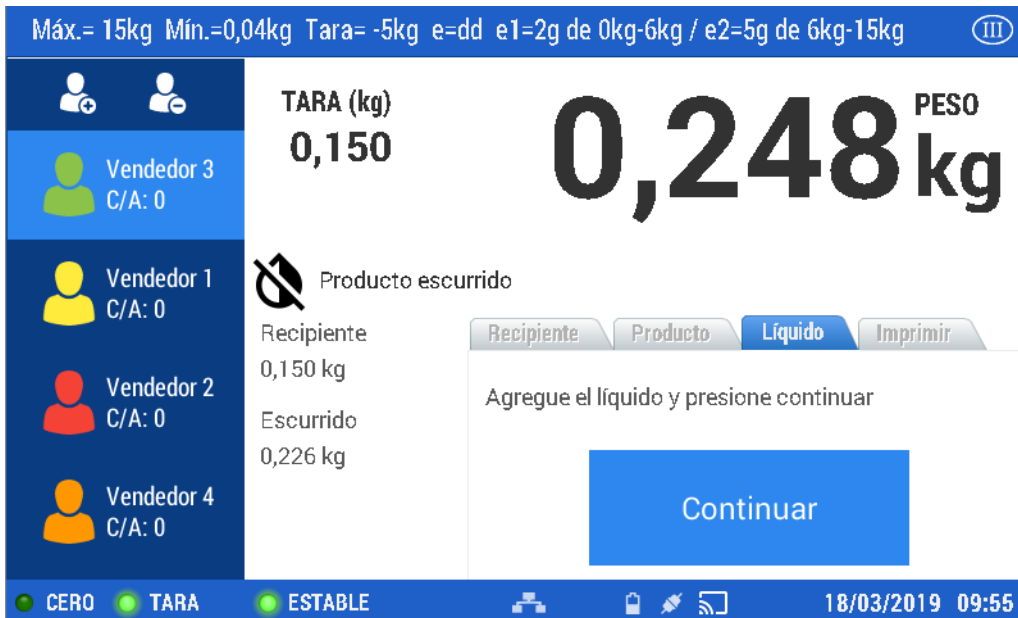 Máx.= 15kg Mín.=0,04kg Tara= -5kg e=dd e1=2g de 0kg-6kg / e2=5g de 6kg-15kg III
TARA (kg)
0,150
PESO
0,248 kg
Vendedor 3
C/A: 0
Vendedor 1
C/A: 0
Vendedor 2
C/A: 0
Vendedor 4
C/A: 0
Producto escurrido
Recipiente
0,150 kg
Escurrido
0,226 kg
Recipiente Producto Líquido Imprimir
Agregue el líquido y presione continuar
Continuar
CERO TARA ESTABLE 18/03/2019 09:55